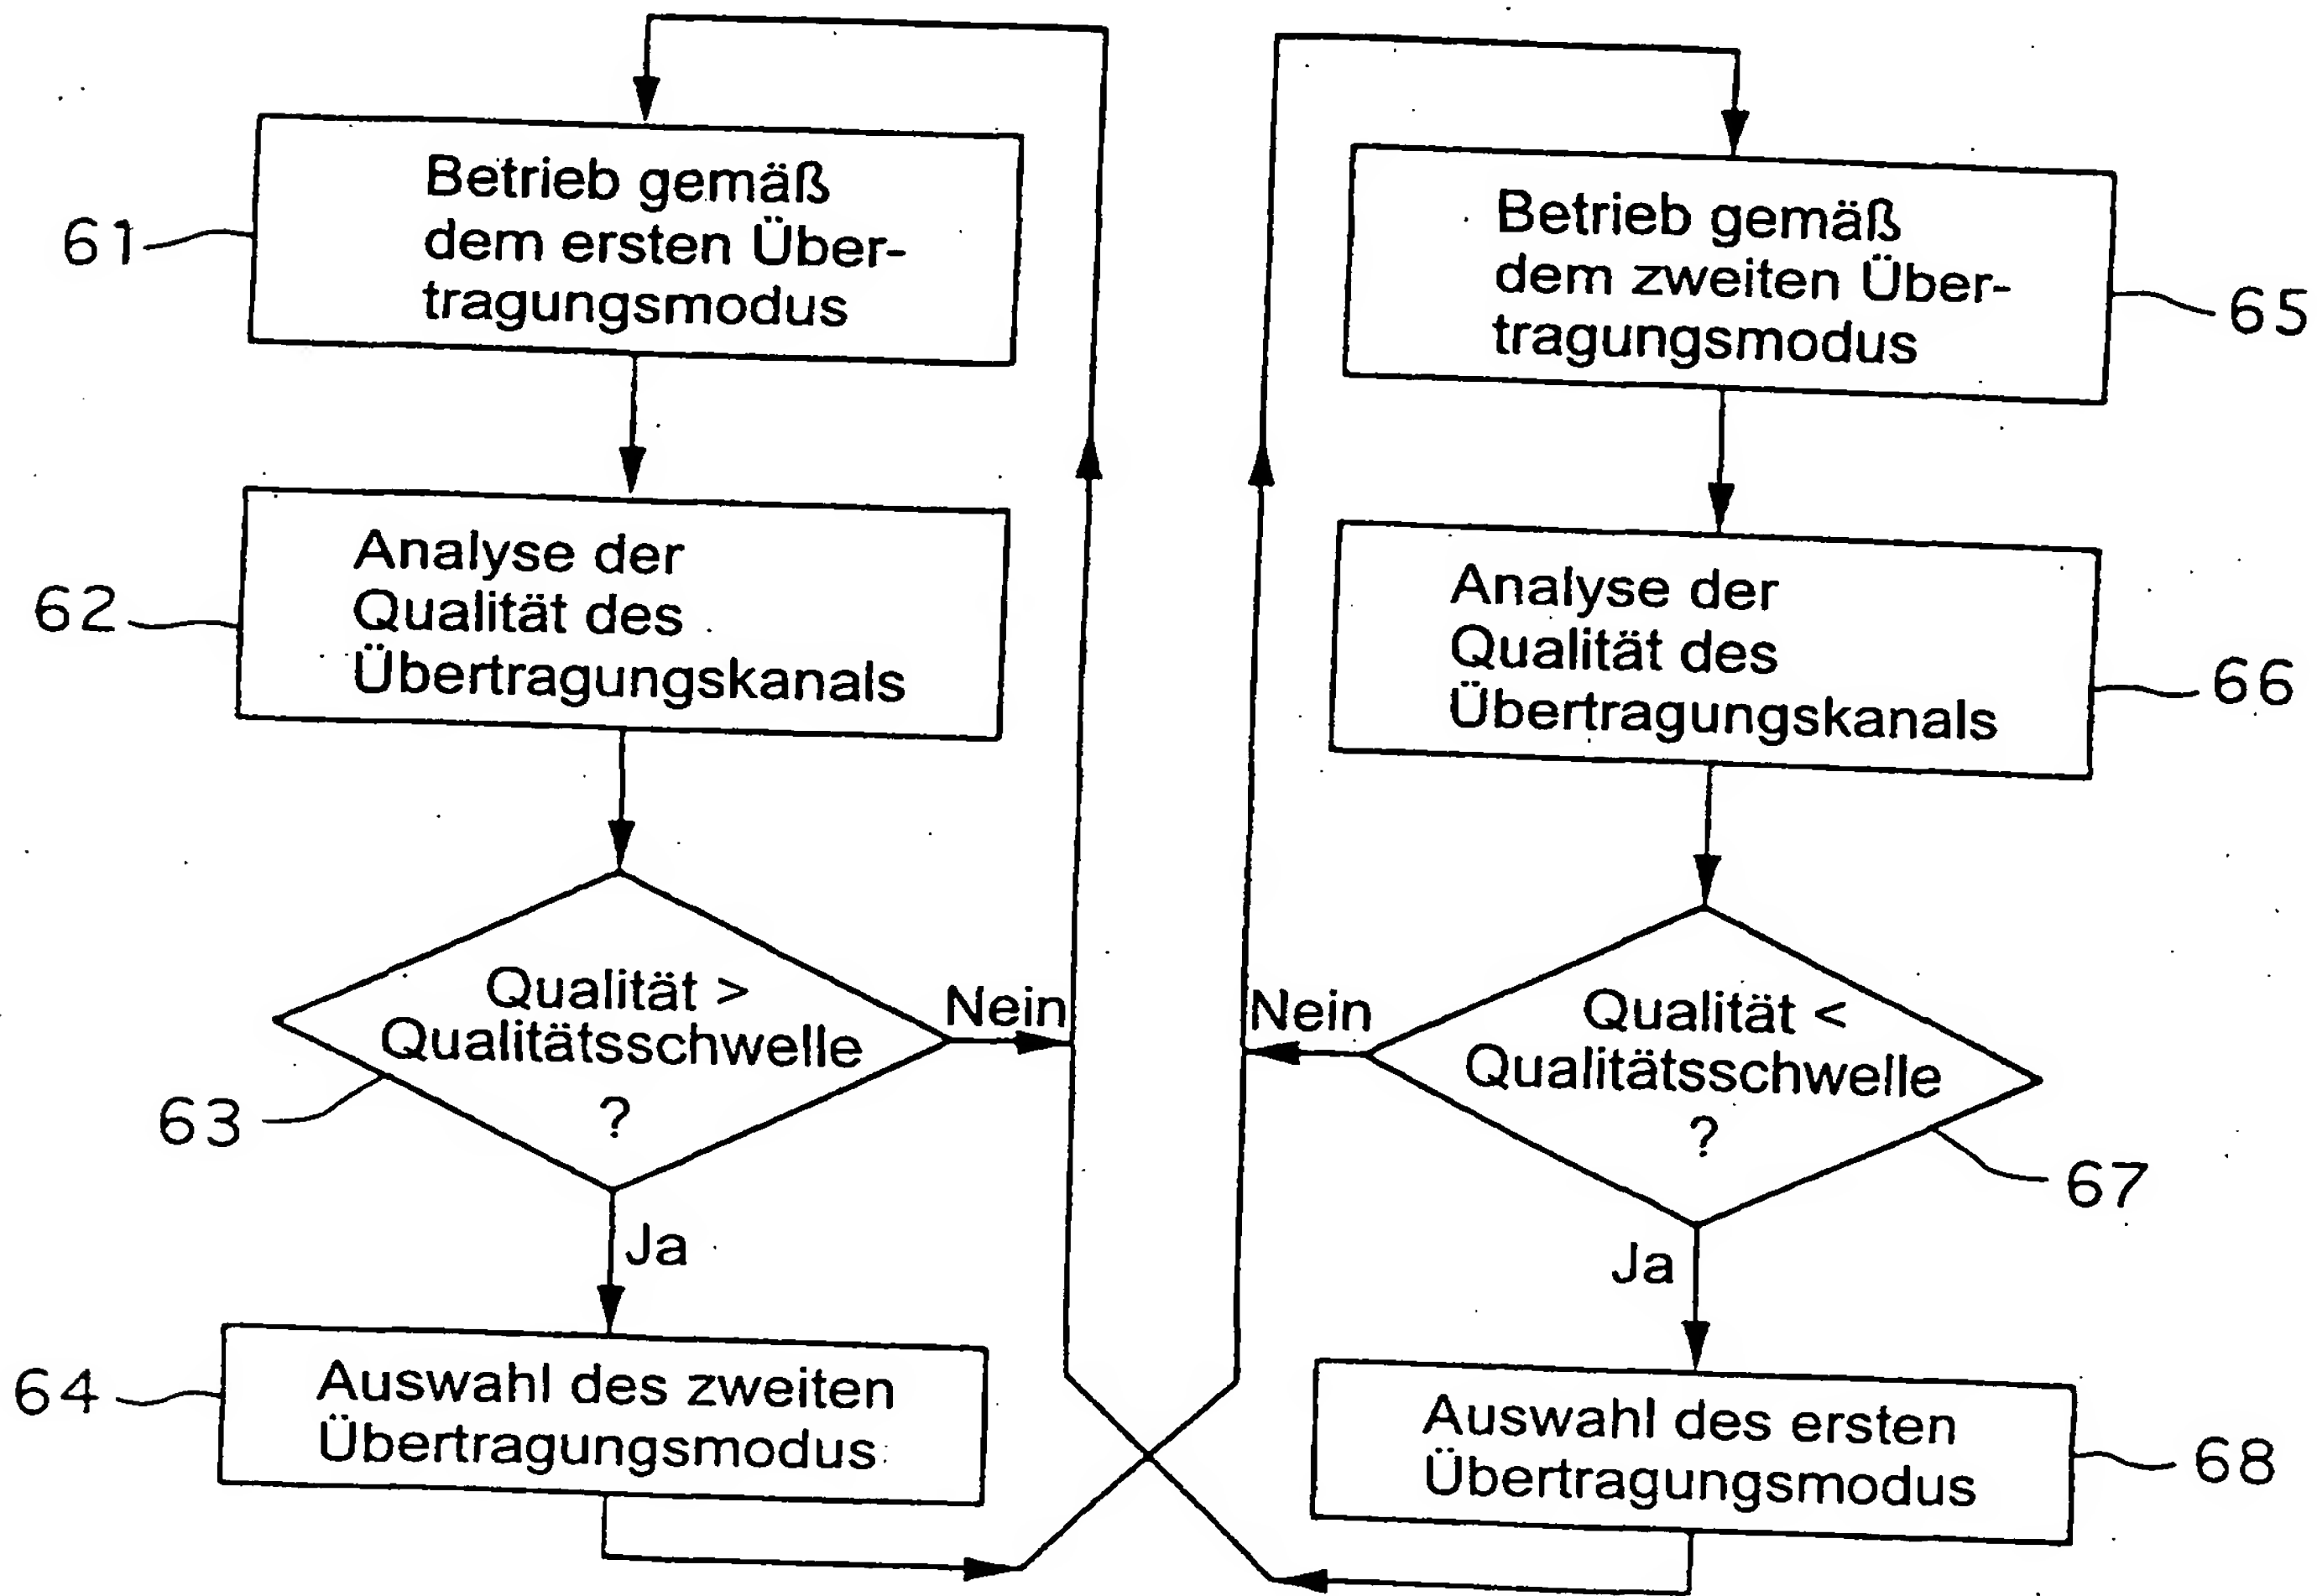 Betrieb gemäß
dem ersten Über-
tragungsmodus
61
Analyse der
Qualität des
Übertragungskanals
62
Qualität >
Qualitätsschwelle
?
Nein
63
Ja
Auswahl des zweiten
Übertragungsmodus
64
Betrieb gemäß
dem zweiten Über-
tragungsmodus
65
Analyse der
Qualität des
Übertragungskanals
66
Qualität <
Qualitätsschwelle
?
Nein
67
Ja
Auswahl des ersten
Übertragungsmodus
68